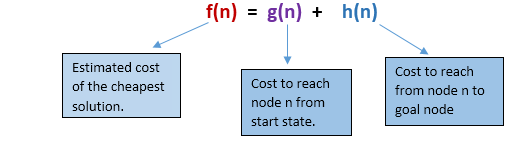 f(n) = g(n) + h(n)
Estimated cost
of the cheapest
solution.
Cost to reach
node n from
start state.
Cost to reach
from node n to
goal node